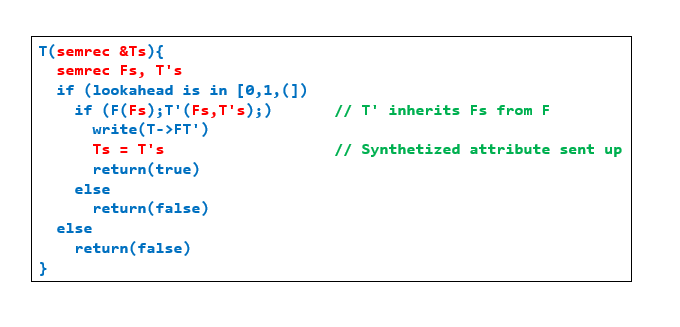 T(semrec &Ts){
semrec Fs, T's
if (lookahead is in [0,1,(])
if (F(Fs);T'(Fs,T's);) // T' inherits Fs from F
write(T->FT')
Ts = T's // Synthetized attribute sent up
return(true)
else
return(false)
else
return(false)
}